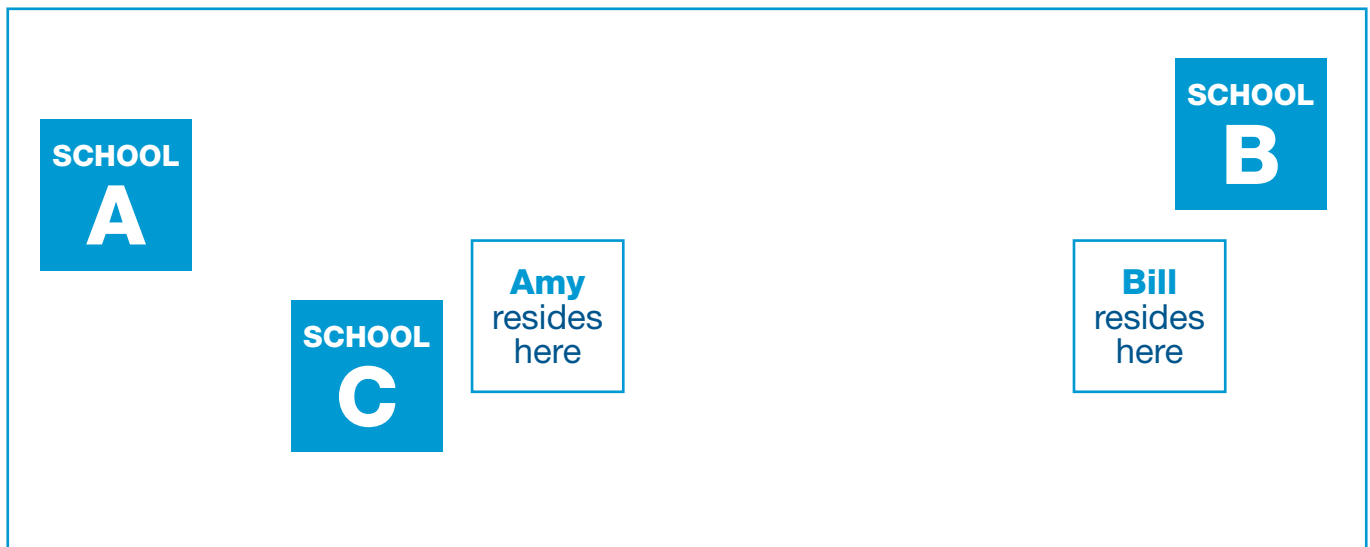 SCHOOL
B
SCHOOL
A
Amy
resides
here
Bill
resides
here
SCHOOL
C